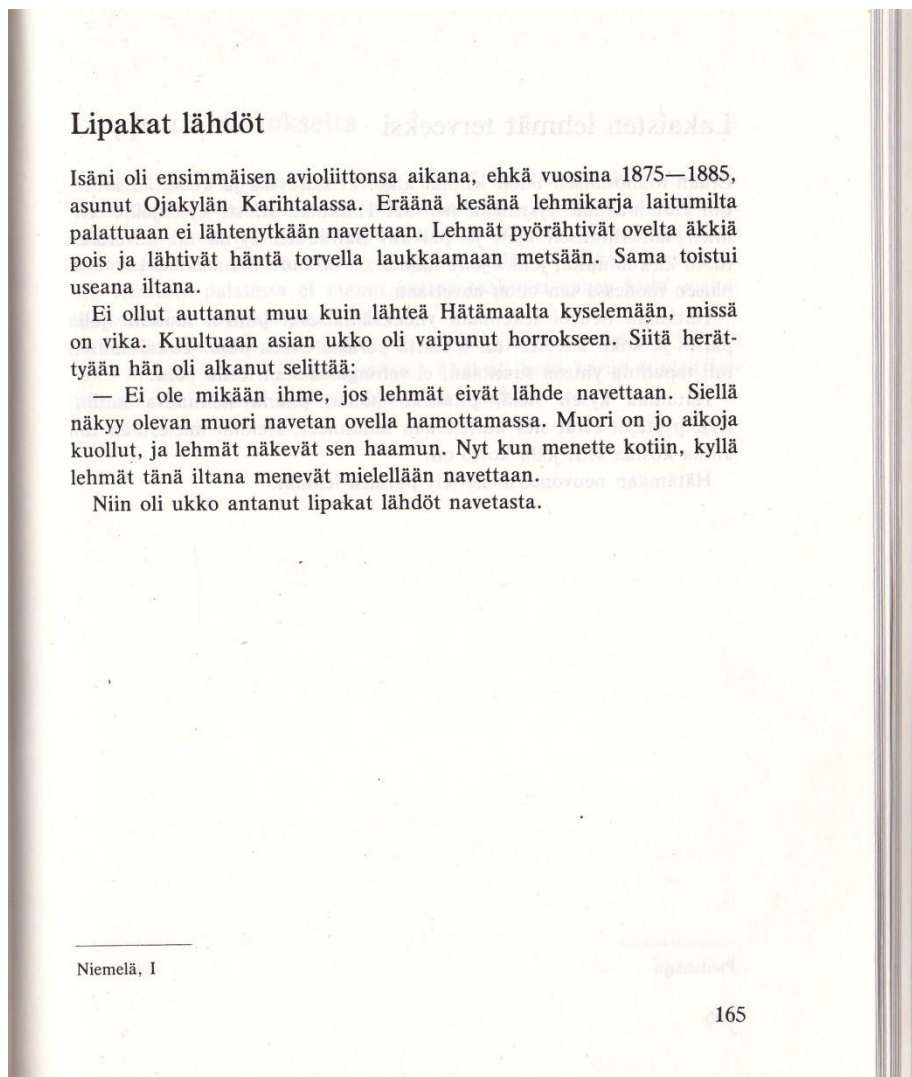 Lipakat lähdöt
Isäni oli ensimmäisen avioliittonsa aikana, ehkä vuosina 1875—1885,
asunut Ojakylän Karihtalassa. Eräänä kesänä lehmikarja laitumilta
palattuaan ei lähtenytkään navettaan. Lehmät pyörähtivät ovelta äkkiä
pois ja lähtivät häntä torvella laukkaamaan metsään. Sama toistui
useana iltana.
Ei ollut auttanut muu kuin lähteä Hätämaalta kyselemään, missä
on vika. Kuultuaan asian ukko oli vaipunut horrokseen. Siitä herät-
tyään hän oli alkanut selittää:
— Ei ole mikään ihme, jos lehmät eivät lähde navettaan. Siellä
näkyy olevan muori navetan ovella hamottamassa. Muori on jo aikoja
kuollut, ja lehmät näkevät sen haamun. Nyt kun menette kotiin, kyllä
lehmät tänä iltana menevät mielellään navettaan.
Niin oli ukko antanut lipakat lähdöt navetasta.
Niemelä, I
165